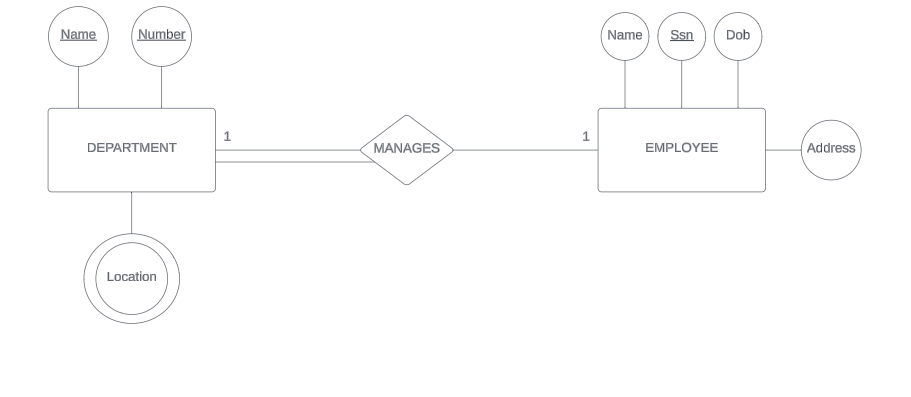 Name
Number
Name
Ssn
Dob
1
1
DEPARTMENT
MANAGES
EMPLOYEE
Address
Location